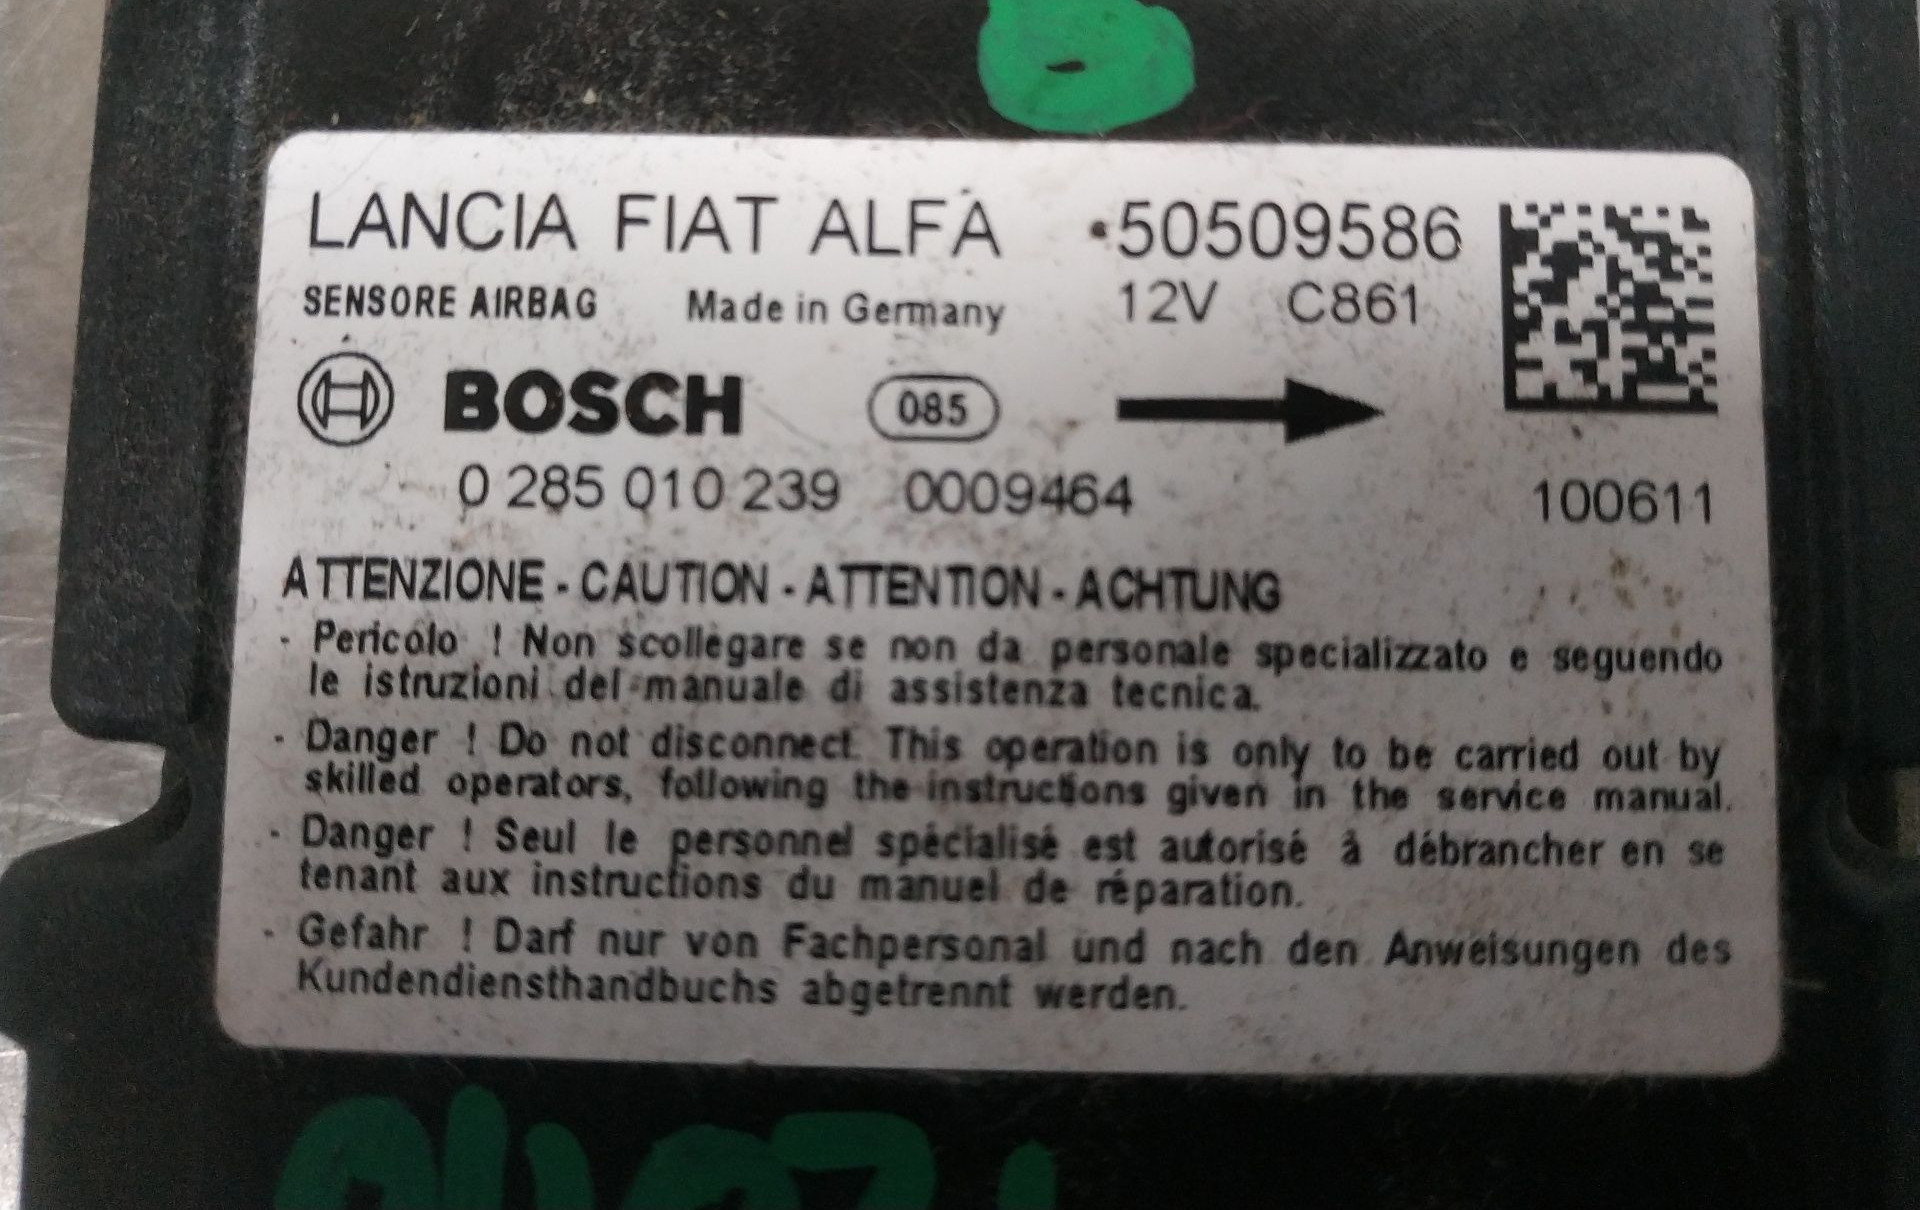 LANCIA FIAT ALFA 50509586
SENSORE AIRBAG Made in Germany 12V C861
BOSCH 085
0 285 010 239 0009464 100611
ATTENZIONE - CAUTION - ATTENTION - ACHTUNG
- Pericolo ! Non scollegare se non da personale specializzato e seguendo
le istruzioni del manuale di assistenza tecnica.
- Danger ! Do not disconnect. This operation is only to be carried out by
skilled operators, following the instructions given in the service manual.
- Danger ! Seul le personnel spécialisé est autorisé à débrancher en se
tenant aux instructions du manuel de réparation.
- Gefahr ! Darf nur von Fachpersonal und nach den Anweisungen des
Kundendiensthandbuchs abgetrennt werden.